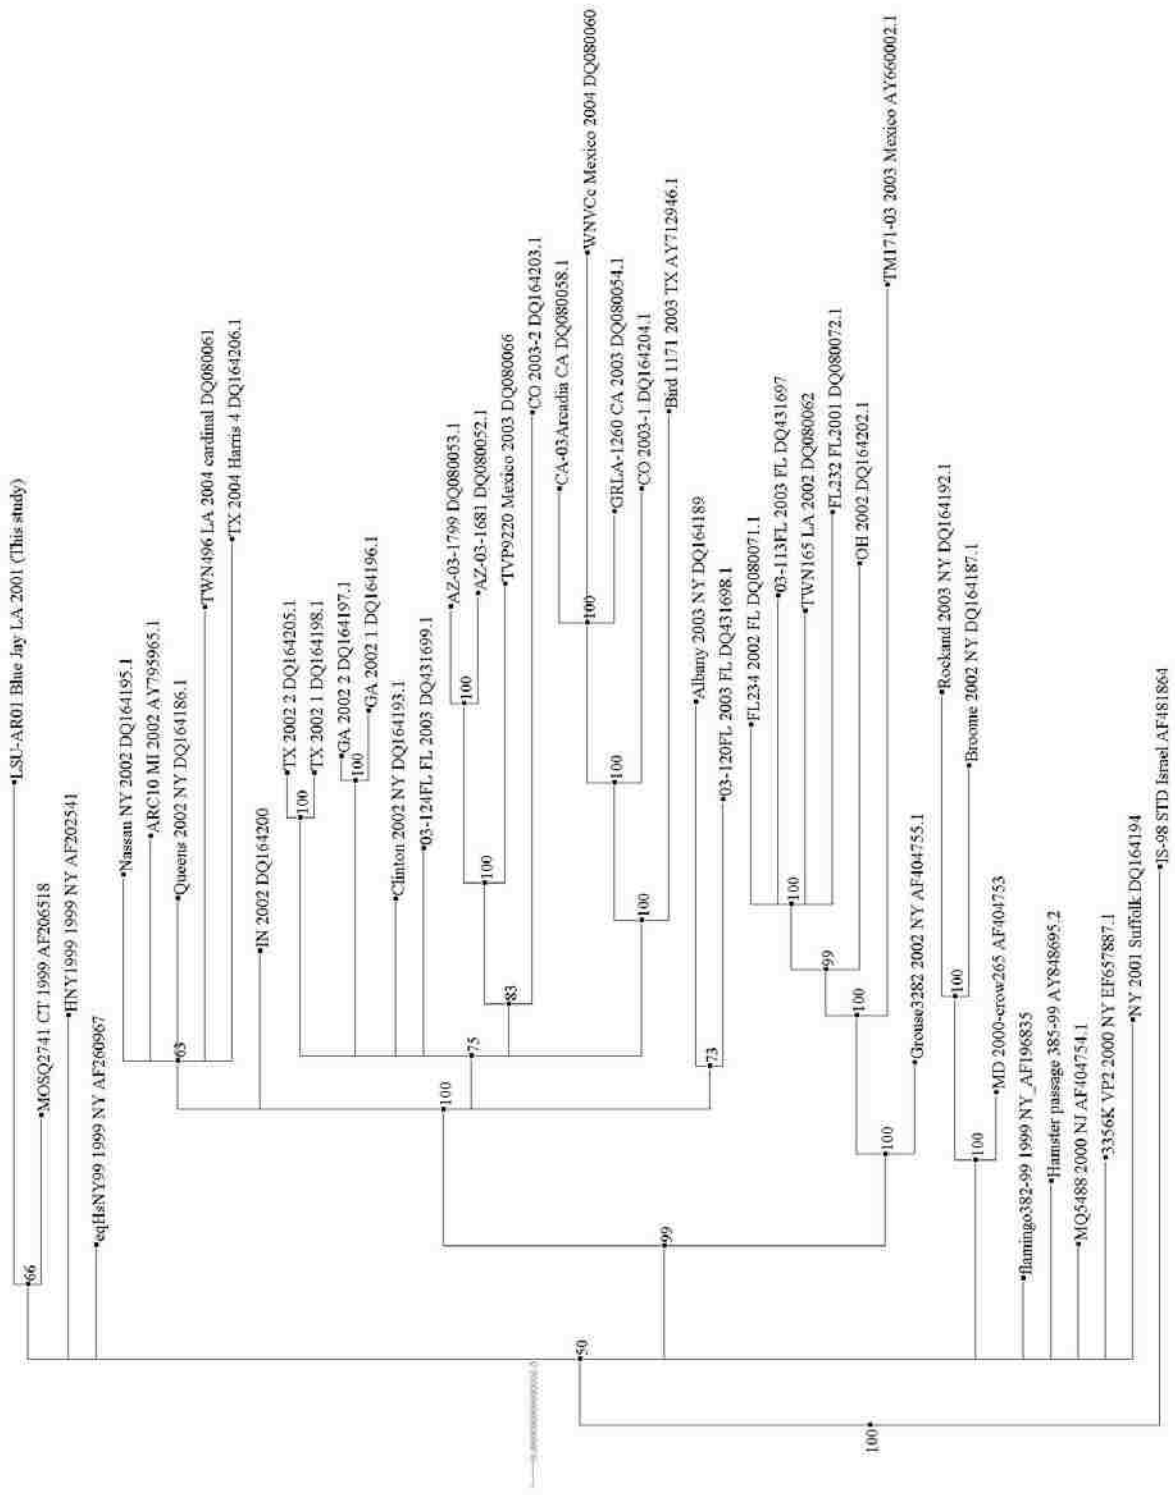 LSU-AR01 Blue Jay LA 2001 (This study)
66
MOSQ2741 CT 1999 AF206518
HNY1999 1999 NY AF202541
eqHsNY99 1999 NY AF260967
Nassau NY 2002 DQ164195.1
ARC10 MI 2002 AY795965.1
63
Queens 2002 NY DQ164186.1
TWN496 LA 2004 cardinal DQ080061
TX 2004 Harris 4 DQ164206.1
IN 2002 DQ164200
TX 2002 2 DQ164205.1
100
TX 2002 1 DQ164198.1
GA 2002 2 DQ164197.1
100
GA 2002 1 DQ164196.1
Clinton 2002 NY DQ164193.1
03-124FL FL 2003 DQ431699.1
100
75
AZ-03-1799 DQ080053.1
100
AZ-03-1681 DQ080052.1
100
TVP9220 Mexico 2003 DQ080066
83
CO 2003-2 DQ164203.1
CA-03Arcadia CA DQ080058.1
100
WNVCc Mexico 2004 DQ080060
GRLA-1260 CA 2003 DQ080054.1
100
CO 2003-1 DQ164204.1
100
Bird 1171 2003 TX AY712946.1
Albany 2003 NY DQ164189
73
03-120FL 2003 FL DQ431698.1
99
FL234 2002 FL DQ080071.1
03-113FL 2003 FL DQ431697
100
TWN165 LA 2002 DQ080062
FL232 FL2001 DQ080072.1
99
OH 2002 DQ164202.1
100
TM171-03 2003 Mexico AY660002.1
100
Grouse3282 2002 NY AF404755.1
Rockand 2003 NY DQ164192.1
100
Broome 2002 NY DQ164187.1
100
MD 2000-crow265 AF404753
flamingo382-99 1999 NY_AF196835
Hamster passage 385-99 AY848695.2
MQ5488 2000 NJ AF404754.1
3356K VP2 2000 NY EF657887.1
NY 2001 Suffolk DQ164194
50
100
IS-98 STD Israel AF481864